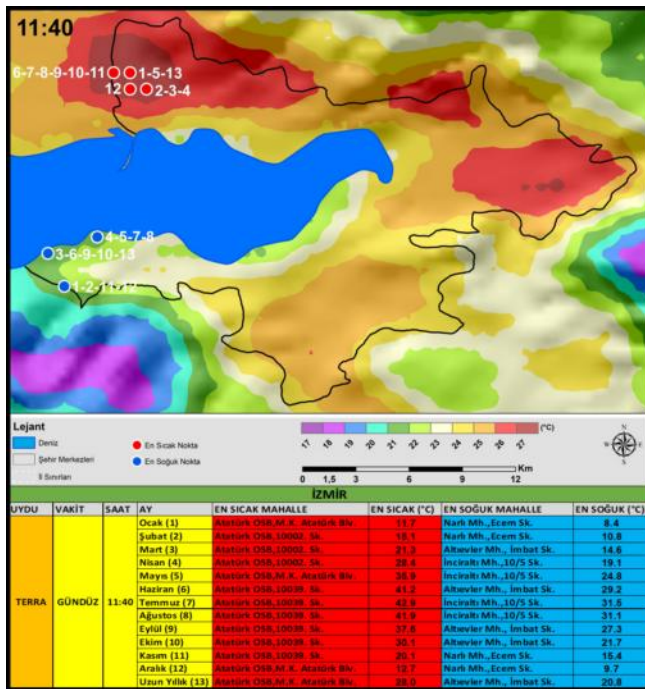 11:40
6-7-8-9-10-11 1-5-13
12 2-3-4
4-5-7-8
3-6-9-10-13
1-2-11-12
Lejant
Deniz
Şehir Merkezleri
İl Sınırları
En Sıcak Nokta
En Soğuk Nokta
(°C)
17 18 19 20 21 22 23 24 25 26 27
Km
0 1,5 3 6 9 12
N
W E
S
İZMİR
UYDU VAKİT SAAT AY EN SICAK MAHALLE EN SICAK (°C) EN SOĞUK MAHALLE EN SOĞUK (°C)
TERRA GÜNDÜZ 11:40
Ocak (1) Atatürk OSB,M.K. Atatürk Blv. 11.7 Narlı Mh.,Ecem Sk. 8.4
Şubat (2) Atatürk OSB,10002. Sk. 15.1 Narlı Mh.,Ecem Sk. 10.8
Mart (3) Atatürk OSB,10002. Sk. 21.3 Altıevler Mh., İmbat Sk. 14.6
Nisan (4) Atatürk OSB,10002. Sk. 28.4 İnciraltı Mh.,10/5 Sk. 19.1
Mayıs (5) Atatürk OSB,M.K. Atatürk Blv. 35.9 İnciraltı Mh.,10/5 Sk. 24.8
Haziran (6) Atatürk OSB,10039. Sk. 41.2 Altıevler Mh., İmbat Sk. 29.2
Temmuz (7) Atatürk OSB,10039. Sk. 42.9 İnciraltı Mh.,10/5 Sk. 31.5
Ağustos (8) Atatürk OSB,10039. Sk. 41.9 İnciraltı Mh.,10/5 Sk. 31.1
Eylül (9) Atatürk OSB,10039. Sk. 37.6 Altıevler Mh., İmbat Sk. 27.3
Ekim (10) Atatürk OSB,10039. Sk. 30.1 Altıevler Mh., İmbat Sk. 21.7
Kasım (11) Atatürk OSB,10039. Sk. 20.1 Narlı Mh.,Ecem Sk. 15.4
Aralık (12) Atatürk OSB,M.K. Atatürk Blv. 12.7 Narlı Mh.,Ecem Sk. 9.7
Uzun Yıllık (13) Atatürk OSB,M.K. Atatürk Blv. 28.0 Altıevler Mh., İmbat Sk. 20.8